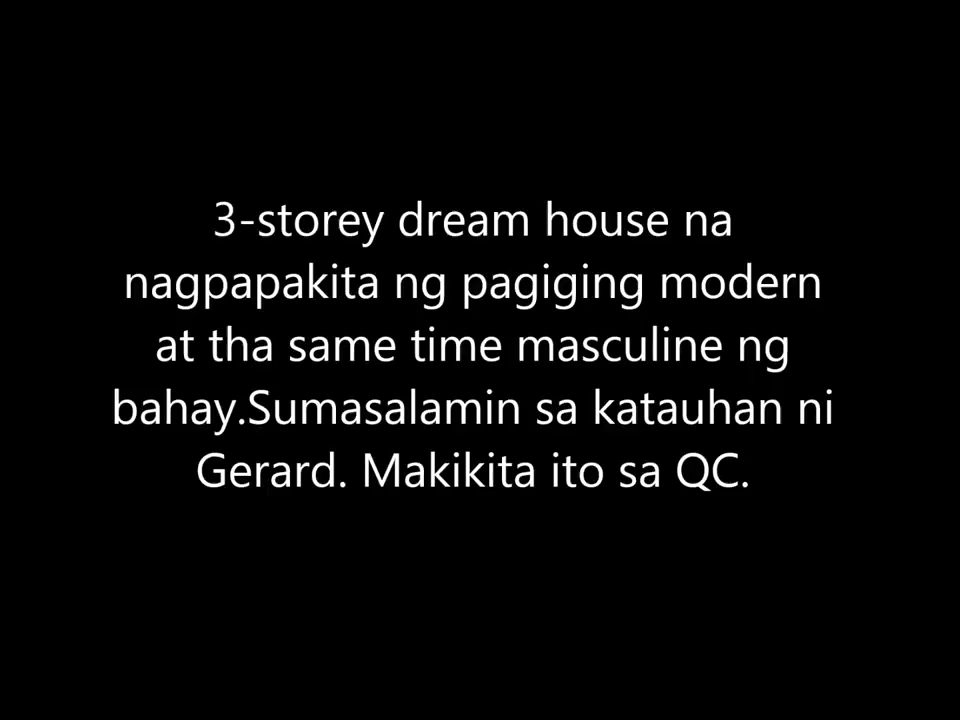 3-storey dream house na
nagpapakita ng pagiging modern
at tha same time masculine ng
bahay.Sumasalamin sa katauhan ni
Gerard. Makikita ito sa QC.